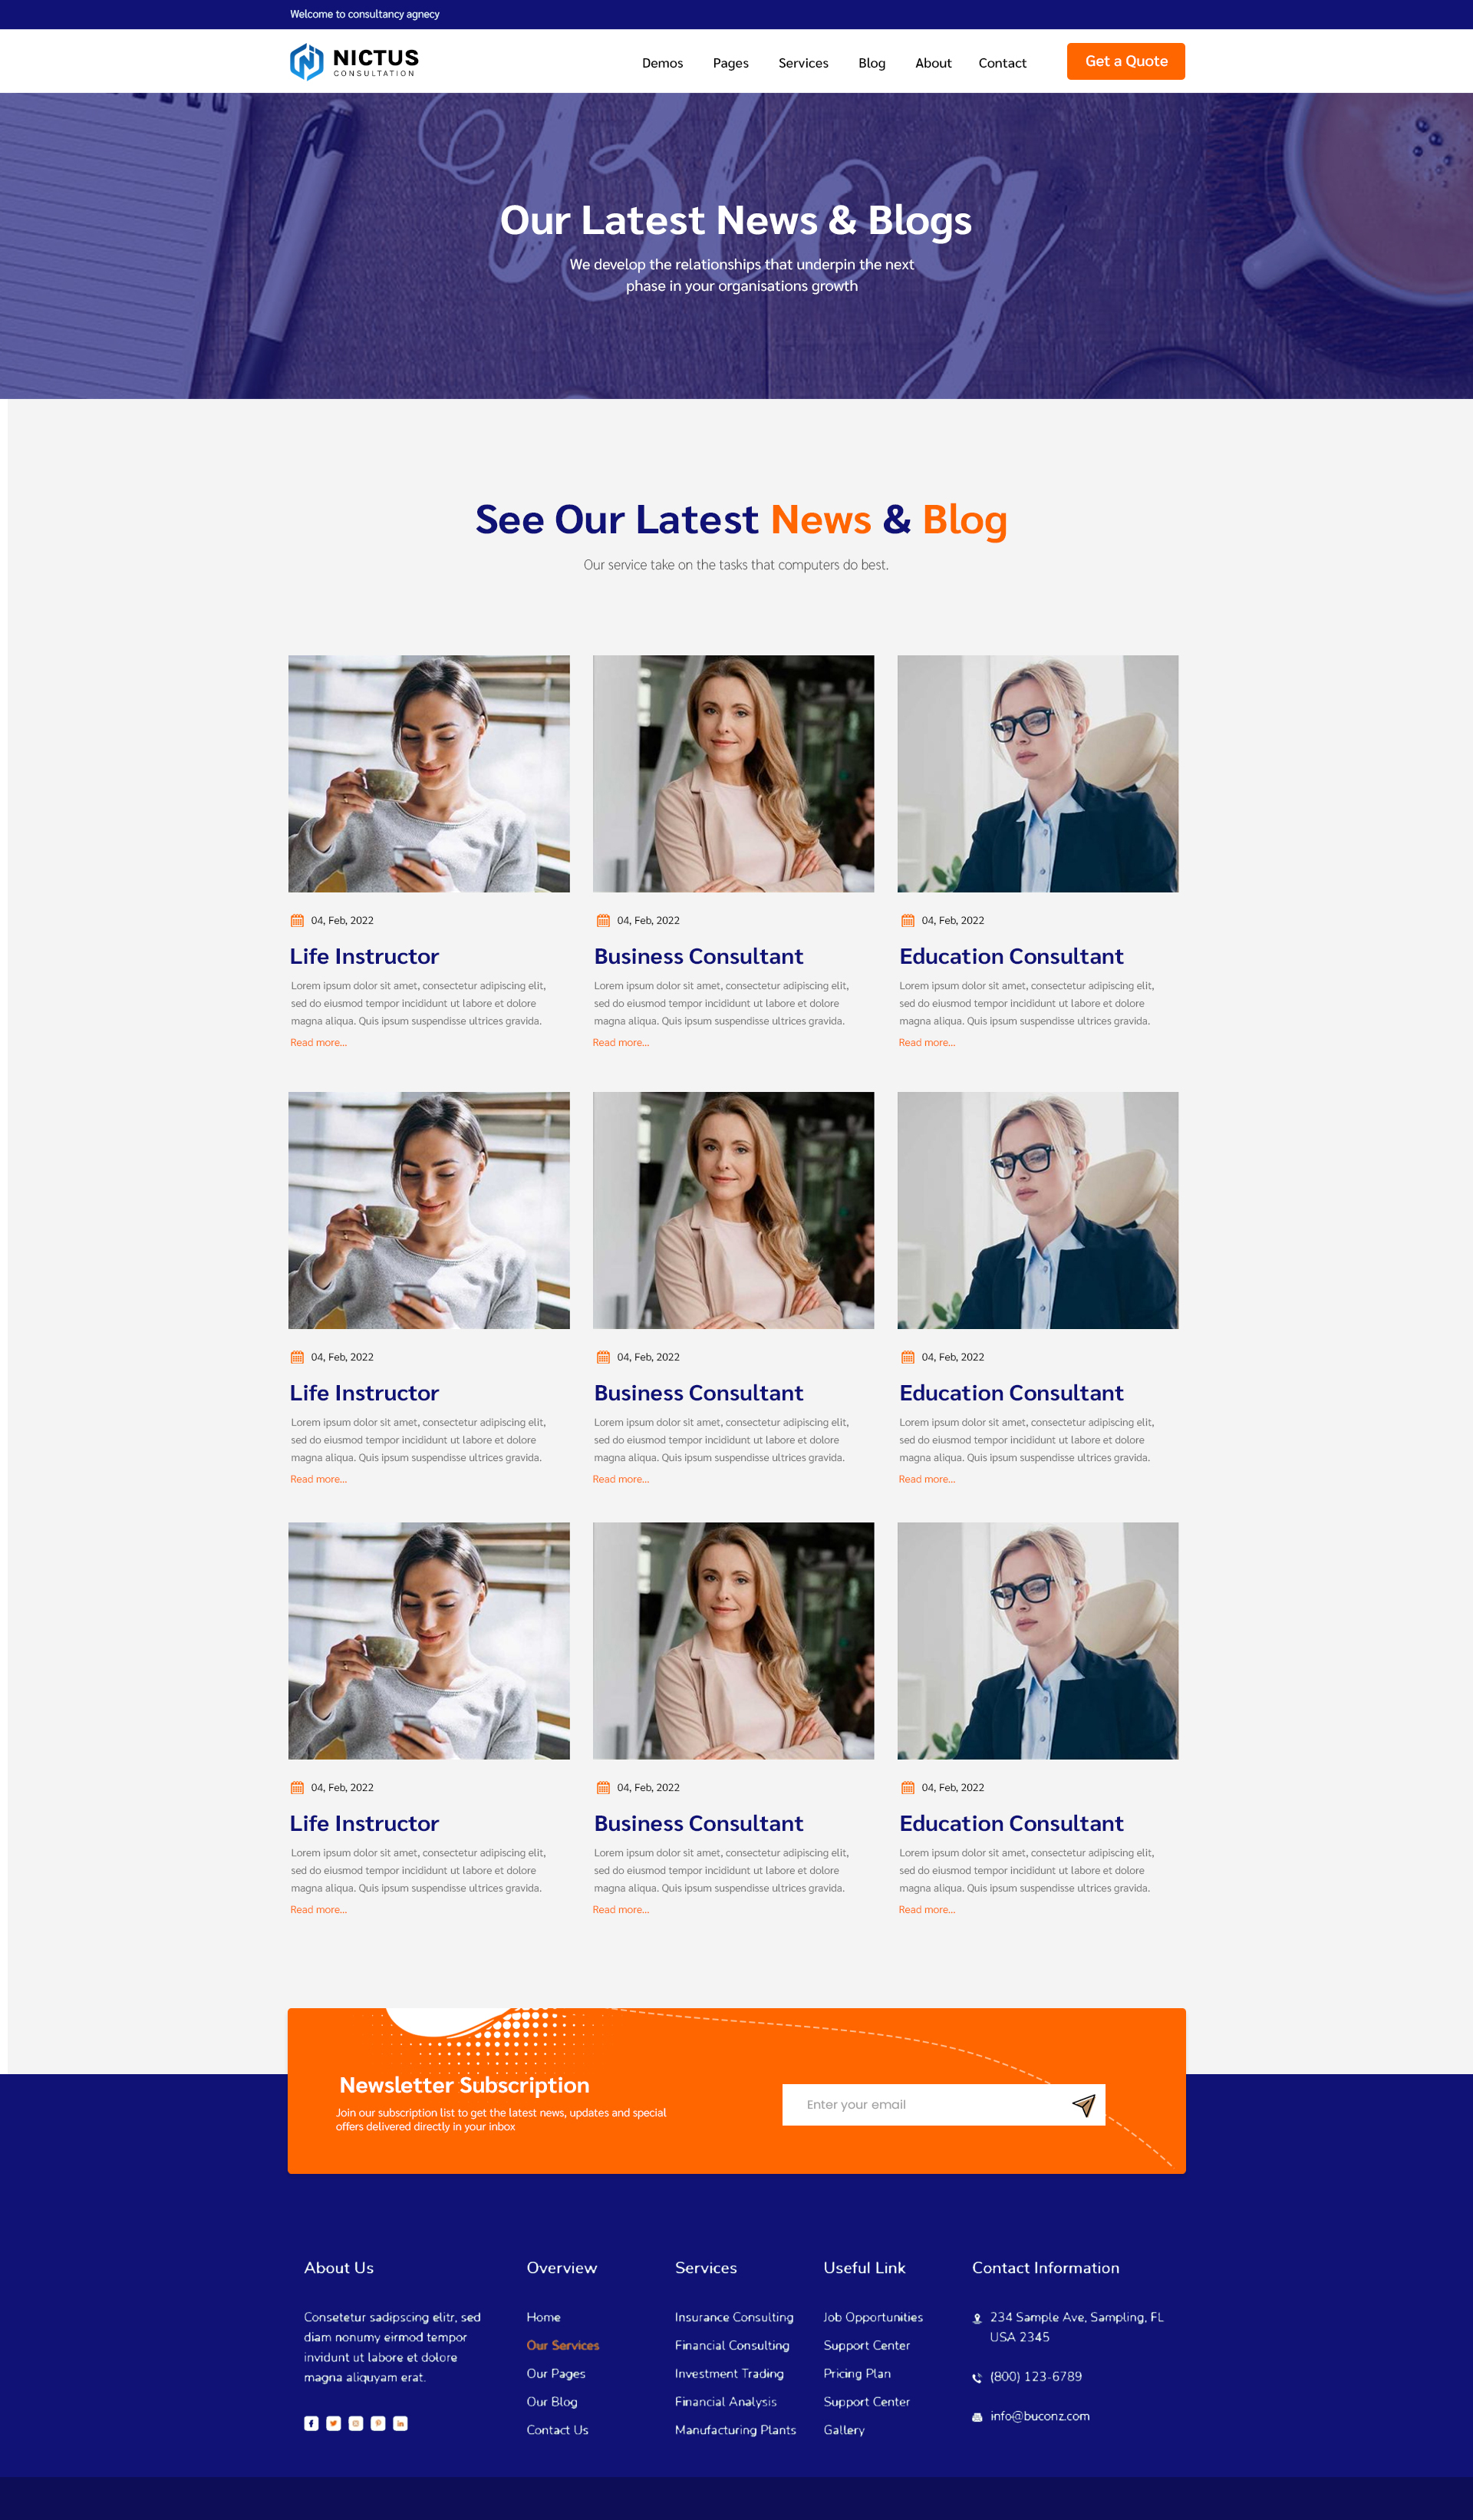 Welcome to consultancy agnecy
NICTUS
CONSULTATION
Demos Pages Services Blog About Contact
Get a Quote
Blog
Our Latest News & Blogs
We develop the relationships that underpin the next
phase in your organisations growth
See Our Latest News & Blog
Our service take on the tasks that computers do best.
04, Feb, 2022
Life Instructor
Lorem ipsum dolor sit amet, consectetur adipiscing elit,
sed do eiusmod tempor incididunt ut labore et dolore
magna aliqua. Quis ipsum suspendisse ultrices gravida.
Read more...
04, Feb, 2022
Business Consultant
Lorem ipsum dolor sit amet, consectetur adipiscing elit,
sed do eiusmod tempor incididunt ut labore et dolore
magna aliqua. Quis ipsum suspendisse ultrices gravida.
Read more...
04, Feb, 2022
Education Consultant
Lorem ipsum dolor sit amet, consectetur adipiscing elit,
sed do eiusmod tempor incididunt ut labore et dolore
magna aliqua. Quis ipsum suspendisse ultrices gravida.
Read more...
04, Feb, 2022
Life Instructor
Lorem ipsum dolor sit amet, consectetur adipiscing elit,
sed do eiusmod tempor incididunt ut labore et dolore
magna aliqua. Quis ipsum suspendisse ultrices gravida.
Read more...
04, Feb, 2022
Business Consultant
Lorem ipsum dolor sit amet, consectetur adipiscing elit,
sed do eiusmod tempor incididunt ut labore et dolore
magna aliqua. Quis ipsum suspendisse ultrices gravida.
Read more...
04, Feb, 2022
Education Consultant
Lorem ipsum dolor sit amet, consectetur adipiscing elit,
sed do eiusmod tempor incididunt ut labore et dolore
magna aliqua. Quis ipsum suspendisse ultrices gravida.
Read more...
04, Feb, 2022
Life Instructor
Lorem ipsum dolor sit amet, consectetur adipiscing elit,
sed do eiusmod tempor incididunt ut labore et dolore
magna aliqua. Quis ipsum suspendisse ultrices gravida.
Read more...
04, Feb, 2022
Business Consultant
Lorem ipsum dolor sit amet, consectetur adipiscing elit,
sed do eiusmod tempor incididunt ut labore et dolore
magna aliqua. Quis ipsum suspendisse ultrices gravida.
Read more...
04, Feb, 2022
Education Consultant
Lorem ipsum dolor sit amet, consectetur adipiscing elit,
sed do eiusmod tempor incididunt ut labore et dolore
magna aliqua. Quis ipsum suspendisse ultrices gravida.
Read more...
Newsletter Subscription
Join our subscription list to get the latest news, updates and special
offers delivered directly in your inbox
Enter your email
About Us
Consetetur sadipscing elitr, sed
diam nonumy eirmod tempor
invidunt ut labore et dolore
magna aliquyam erat.
Overview
Home
Our Services
Our Pages
Our Blog
Contact Us
Services
Insurance Consulting
Financial Consulting
Investment Trading
Financial Analysis
Manufacturing Plants
Useful Link
Job Opportunities
Support Center
Pricing Plan
Support Center
Gallery
Contact Information
234 Sample Ave, Sampling, FL
USA 2345
(800) 123-6789
info@buconz.com